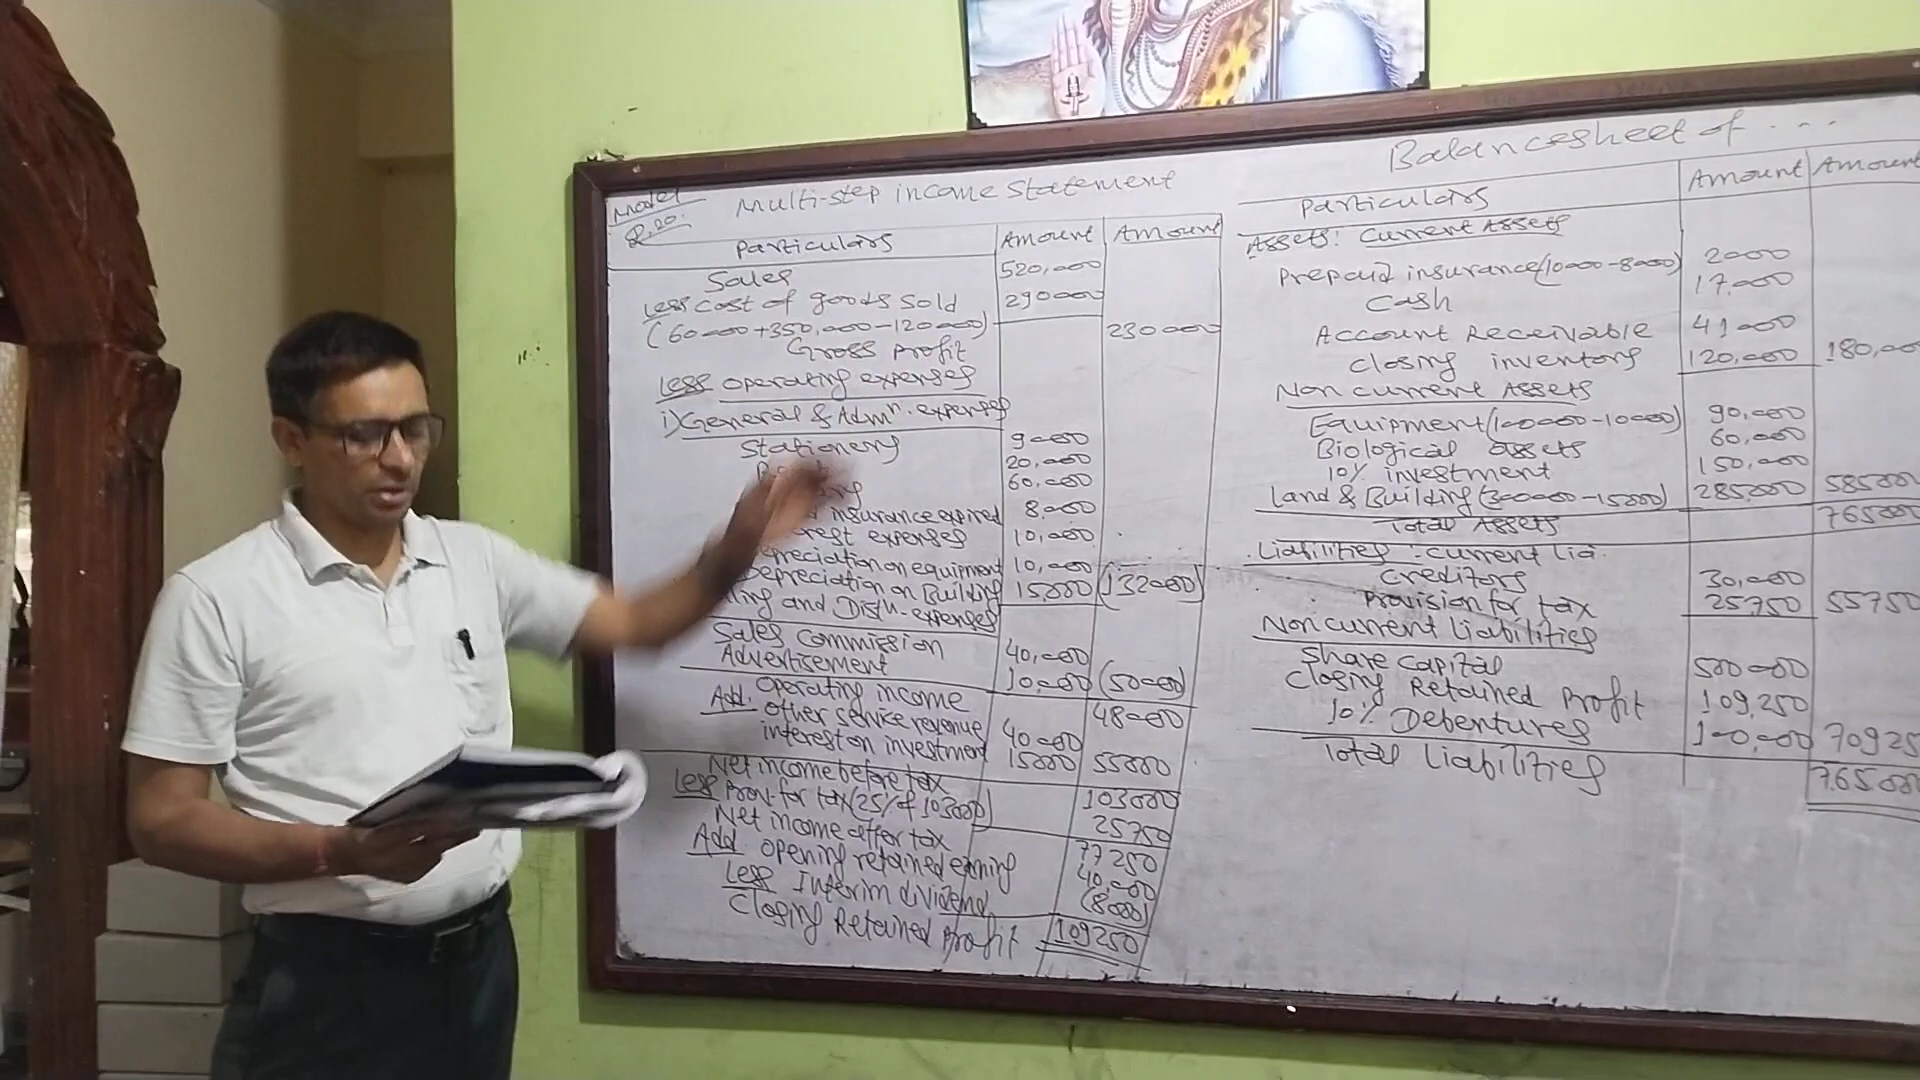 Model
Q.20.
Multi-step income statement
Particulars Amount Amount
Sales 520,000
Less cost of goods sold 290000
(60000+350,000-120000)
Gross Profit 230000
Less operating expenses
i) General & Admn. expenses
Stationery 9000
20,000
60,000
insurance expired 8000
expenses 10,000
Depreciation on equipment 10,000
Depreciation on Building 15000 (132000)
and Distn. expenses
Sales commission 40,000
Advertisement 10,000 (50000)
Operating income 48000
Add. Other service revenue 40000
interest on investment 15000 55000
Net income before tax 103000
Less Prov. for tax (25% of 103000) 25750
Net income after tax 77250
Add. Opening retained earning 40,000
Less Interim dividend (8000)
Closing Retained Profit 109250
Balancesheet of ...
Particulars Amount Amount
Assets: Current Assets
Prepaid insurance (10000-8000) 2000
Cash 17,000
Account Receivable 41000
Closing inventory 120,000 180,00
Non current Assets
Equipment (100000-10000) 90,000
Biological Assets 60,000
10% investment 150,000
Land & Building (300000-15000) 285,000 58500
Total Assets 765000
Liabilities: Current Lia.
Creditors 30,000
Provision for tax 25750 55750
Non current Liabilities
Share capital 500000
Closing Retained Profit 109,250
10% Debentures 100,000 70925
Total Liabilities 765000